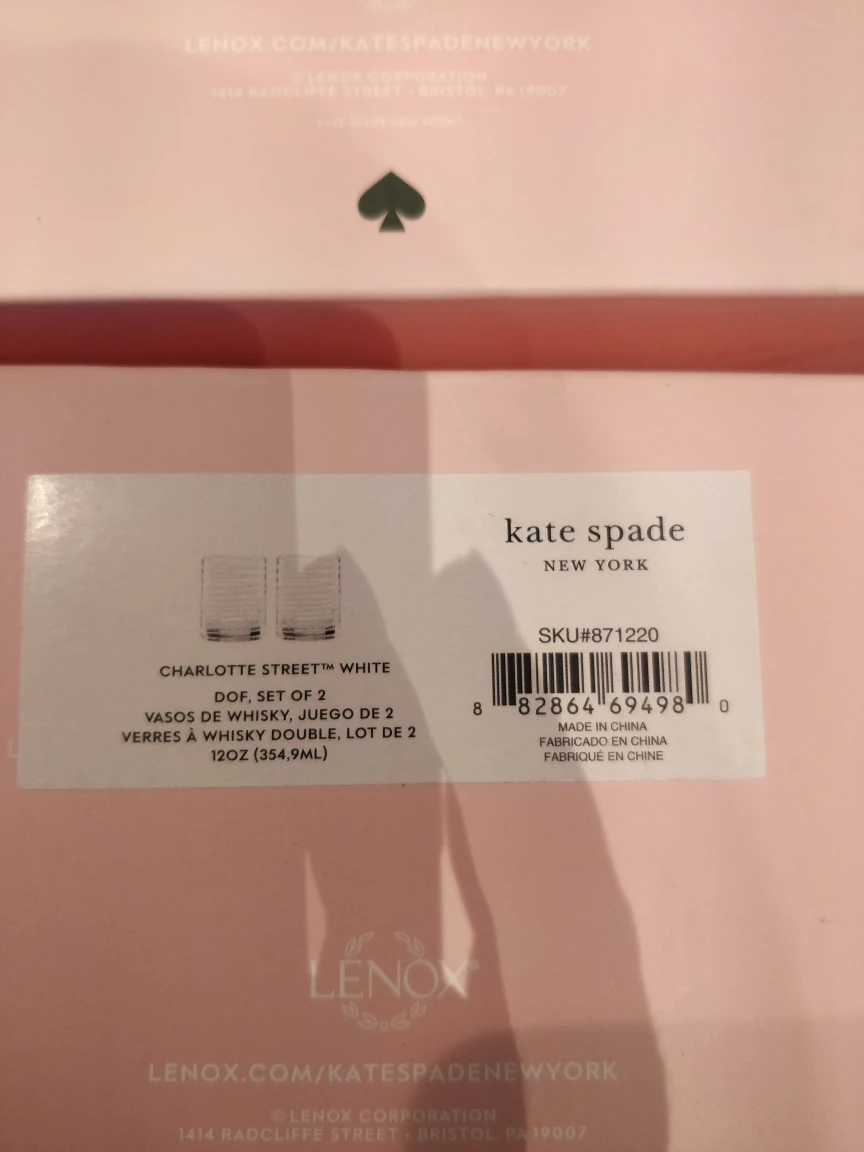 LENOX.COM/KATESPADENEWYORK
© LENOX CORPORATION
1414 RADCLIFFE STREET • BRISTOL, PA 19007
kate spade
NEW YORK
SKU#871220
8 82864 69498 0
MADE IN CHINA
FABRICADO EN CHINA
FABRIQUÉ EN CHINE
CHARLOTTE STREET™ WHITE
DOF, SET OF 2
VASOS DE WHISKY, JUEGO DE 2
VERRES À WHISKY DOUBLE, LOT DE 2
12OZ (354,9ML)
LENOX®
LENOX.COM/KATESPADENEWYORK
© LENOX CORPORATION
1414 RADCLIFFE STREET • BRISTOL, PA 19007